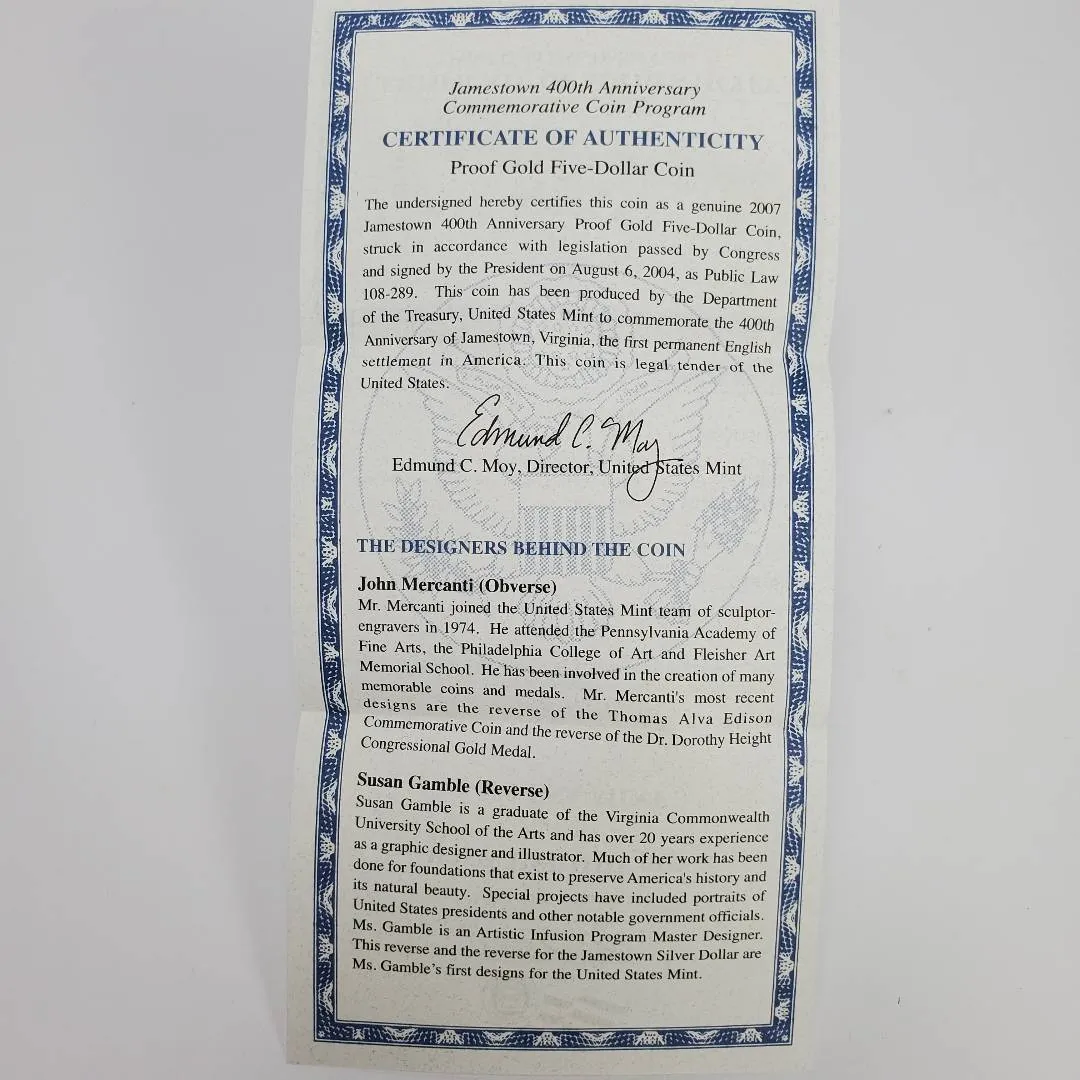 Jamestown 400th Anniversary
Commemorative Coin Program
CERTIFICATE OF AUTHENTICITY
Proof Gold Five-Dollar Coin
The undersigned hereby certifies this coin as a genuine 2007
Jamestown 400th Anniversary Proof Gold Five-Dollar Coin,
struck in accordance with legislation passed by Congress
and signed by the President on August 6, 2004, as Public Law
108-289. This coin has been produced by the Department
of the Treasury, United States Mint to commemorate the 400th
Anniversary of Jamestown, Virginia, the first permanent English
settlement in America. This coin is legal tender of the
United States.
Edmund C. Moy
Edmund C. Moy, Director, United States Mint
THE DESIGNERS BEHIND THE COIN
John Mercanti (Obverse)
Mr. Mercanti joined the United States Mint team of sculptor-
engravers in 1974. He attended the Pennsylvania Academy of
Fine Arts, the Philadelphia College of Art and Fleisher Art
Memorial School. He has been involved in the creation of many
memorable coins and medals. Mr. Mercanti's most recent
designs are the reverse of the Thomas Alva Edison
Commemorative Coin and the reverse of the Dr. Dorothy Height
Congressional Gold Medal.
Susan Gamble (Reverse)
Susan Gamble is a graduate of the Virginia Commonwealth
University School of the Arts and has over 20 years experience
as a graphic designer and illustrator. Much of her work has been
done for foundations that exist to preserve America's history and
its natural beauty. Special projects have included portraits of
United States presidents and other notable government officials.
Ms. Gamble is an Artistic Infusion Program Master Designer.
This reverse and the reverse for the Jamestown Silver Dollar are
Ms. Gamble's first designs for the United States Mint.